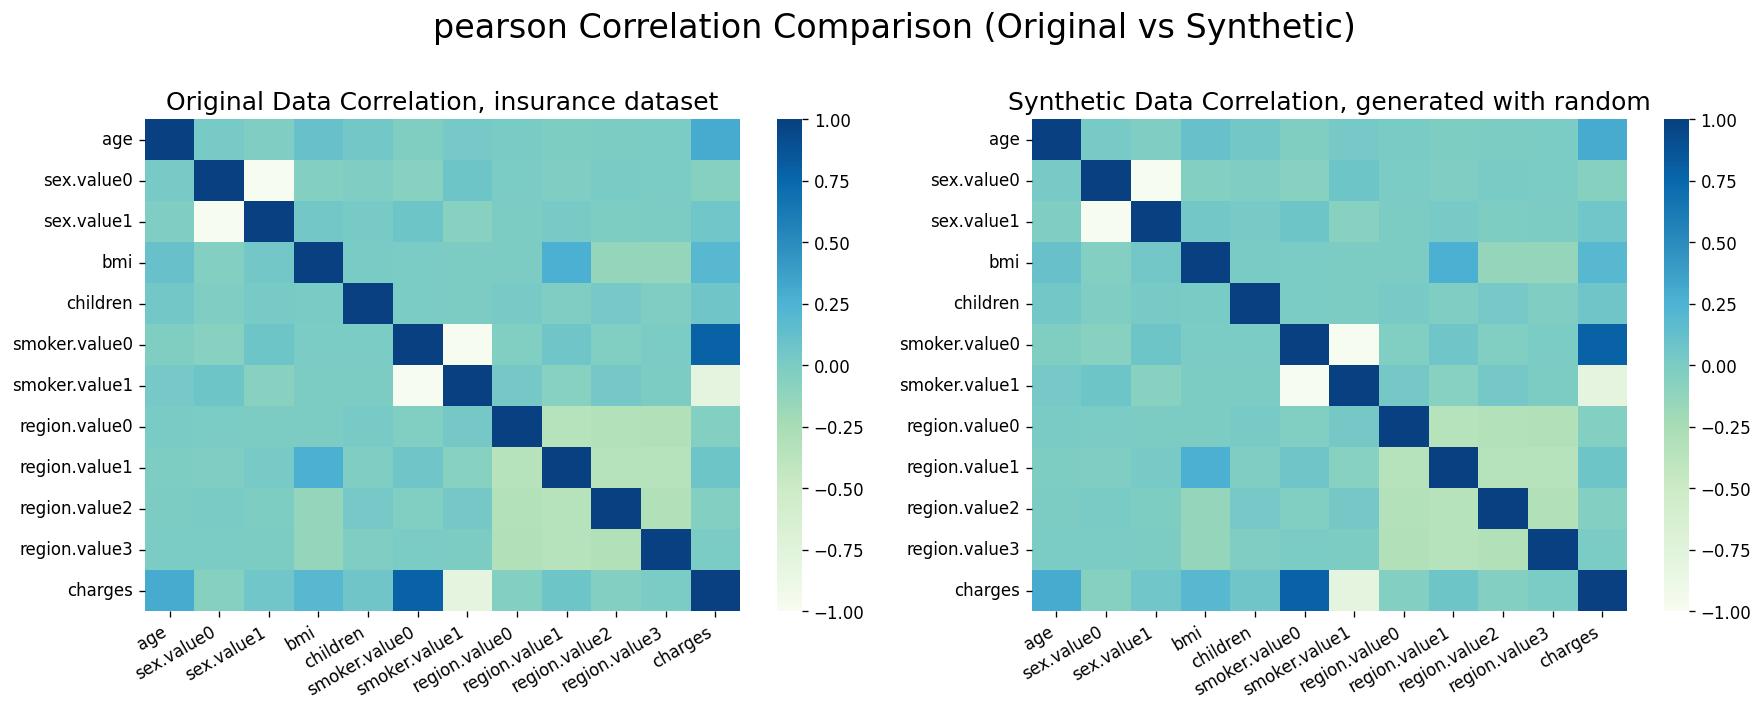 pearson Correlation Comparison (Original vs Synthetic)
Original Data Correlation, insurance dataset
age
sex.value0
sex.value1
bmi
children
smoker.value0
smoker.value1
region.value0
region.value1
region.value2
region.value3
charges
age
sex.value0
sex.value1
bmi
children
smoker.value0
smoker.value1
region.value0
region.value1
region.value2
region.value3
charges
1.00
0.75
0.50
0.25
0.00
−0.25
−0.50
−0.75
−1.00
Synthetic Data Correlation, generated with random
age
sex.value0
sex.value1
bmi
children
smoker.value0
smoker.value1
region.value0
region.value1
region.value2
region.value3
charges
age
sex.value0
sex.value1
bmi
children
smoker.value0
smoker.value1
region.value0
region.value1
region.value2
region.value3
charges
1.00
0.75
0.50
0.25
0.00
−0.25
−0.50
−0.75
−1.00